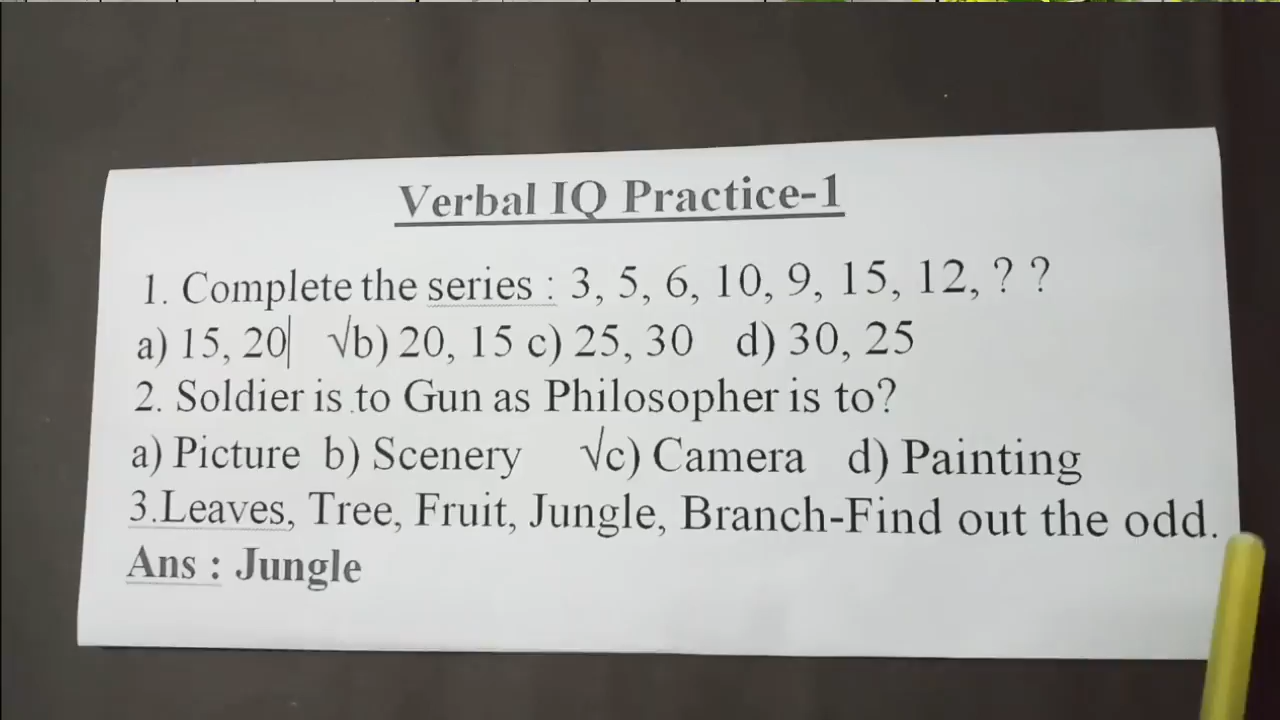 Verbal IQ Practice-1
1. Complete the series : 3, 5, 6, 10, 9, 15, 12, ? ?
a) 15, 20| √b) 20, 15 c) 25, 30 d) 30, 25
2. Soldier is to Gun as Philosopher is to?
a) Picture b) Scenery √c) Camera d) Painting
3.Leaves, Tree, Fruit, Jungle, Branch-Find out the odd.
Ans : Jungle